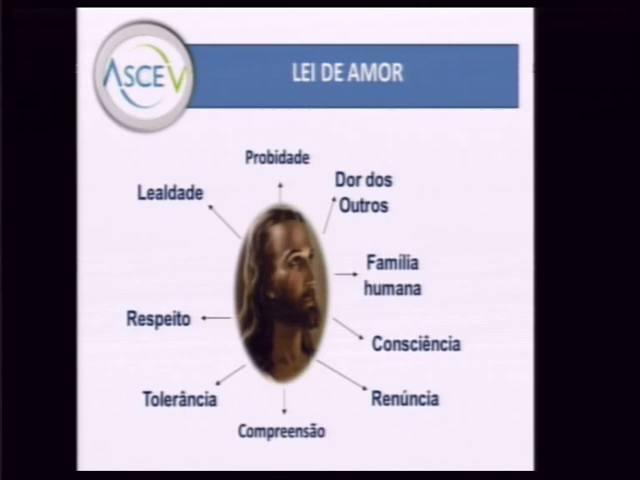 ASCEV
LEI DE AMOR
Probidade
Lealdade
Dor dos
Outros
Família
humana
Respeito
Consciência
Tolerância
Renúncia
Compreensão